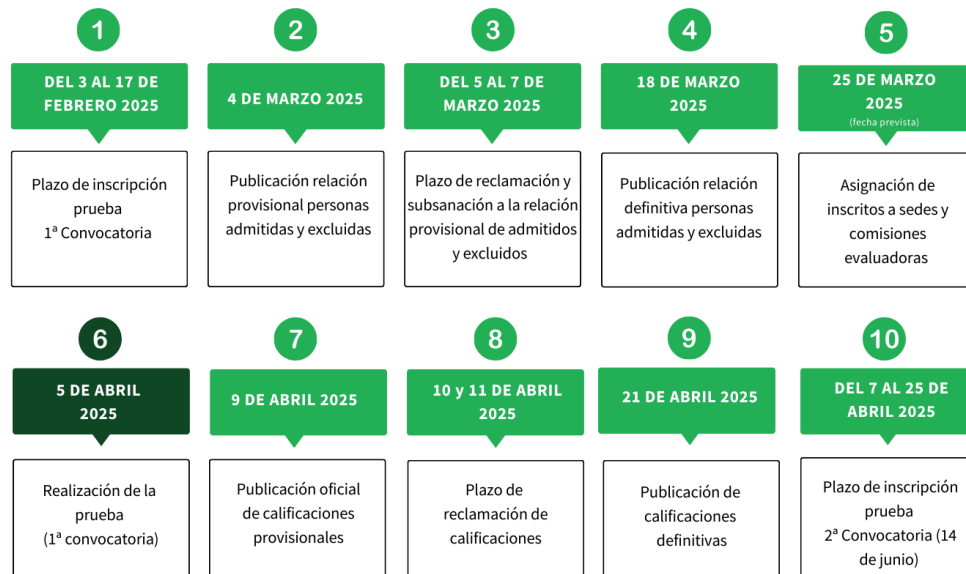 1
DEL 3 AL 17 DE
FEBRERO 2025
Plazo de inscripción
prueba
1ª Convocatoria
2
4 DE MARZO 2025
Publicación relación
provisional personas
admitidas y excluidas
3
DEL 5 AL 7 DE
MARZO 2025
Plazo de reclamación y
subsanación a la relación
provisional de admitidos
y excluidos
4
18 DE MARZO
2025
Publicación relación
definitiva personas
admitidas y excluidas
5
25 DE MARZO
2025
(fecha prevista)
Asignación de
inscritos a sedes y
comisiones
evaluadoras
6
5 DE ABRIL
2025
Realización de la
prueba
(1ª convocatoria)
7
9 DE ABRIL 2025
Publicación oficial
de calificaciones
provisionales
8
10 y 11 DE ABRIL
2025
Plazo de
reclamación de
calificaciones
9
21 DE ABRIL 2025
Publicación de
calificaciones
definitivas
10
DEL 7 AL 25 DE
ABRIL 2025
Plazo de inscripción
prueba
2ª Convocatoria (14
de junio)